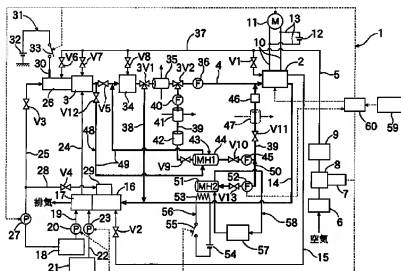 37
31
32
33
30
V6
V7
V8
35
36
3V1
3V2
4
11
M
13
12
10
1
V1
2
5
26
3
V5
34
40
P
46
47
60
59
V3
V12
48
24
41
39
42
V11
9
25
49
38
43
44
V10
39
8
28
V4
29
16
V9
MH1
45
50
14
7
排気
17
51
MH2
52
P
6
27
P
19
20
P
23
P
V13
53
58
空気
18
22
21
V2
56
55
54
57
15